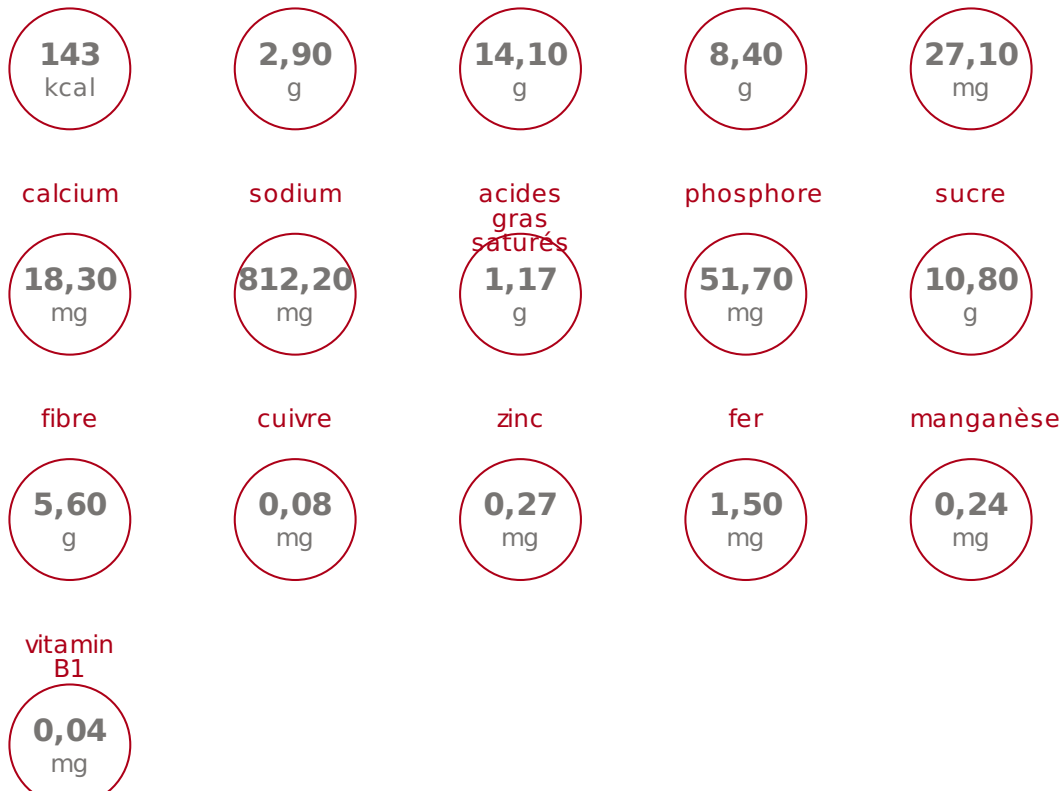 143
kcal
2,90
g
14,10
g
8,40
g
27,10
mg
calcium
18,30
mg
sodium
812,20
mg
acides
gras
saturés
1,17
g
phosphore
51,70
mg
sucre
10,80
g
fibre
5,60
g
cuivre
0,08
mg
zinc
0,27
mg
fer
1,50
mg
manganèse
0,24
mg
vitamin
B1
0,04
mg